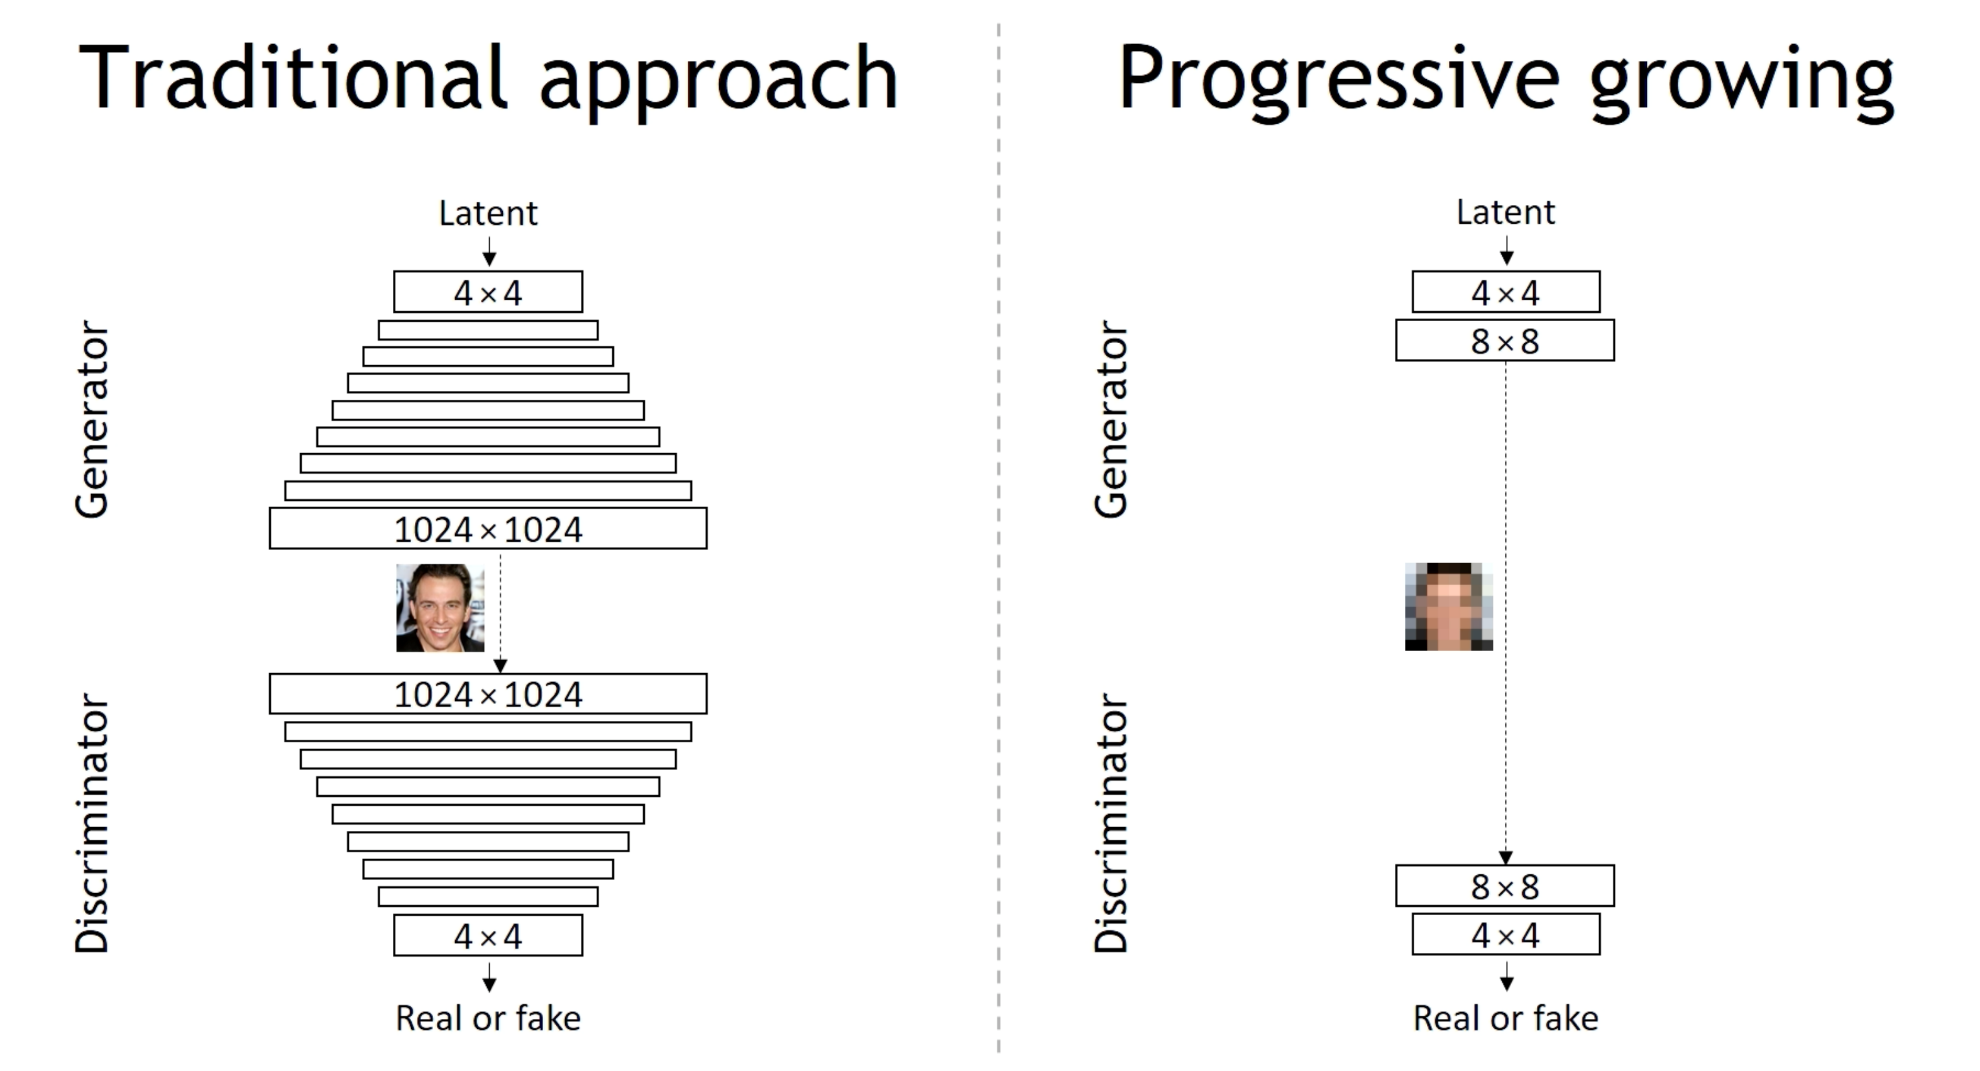 Traditional approach
Latent
4×4
Generator
1024×1024
1024×1024
Discriminator
4×4
Real or fake
Progressive growing
Latent
4×4
8×8
Generator
Discriminator
8×8
4×4
Real or fake